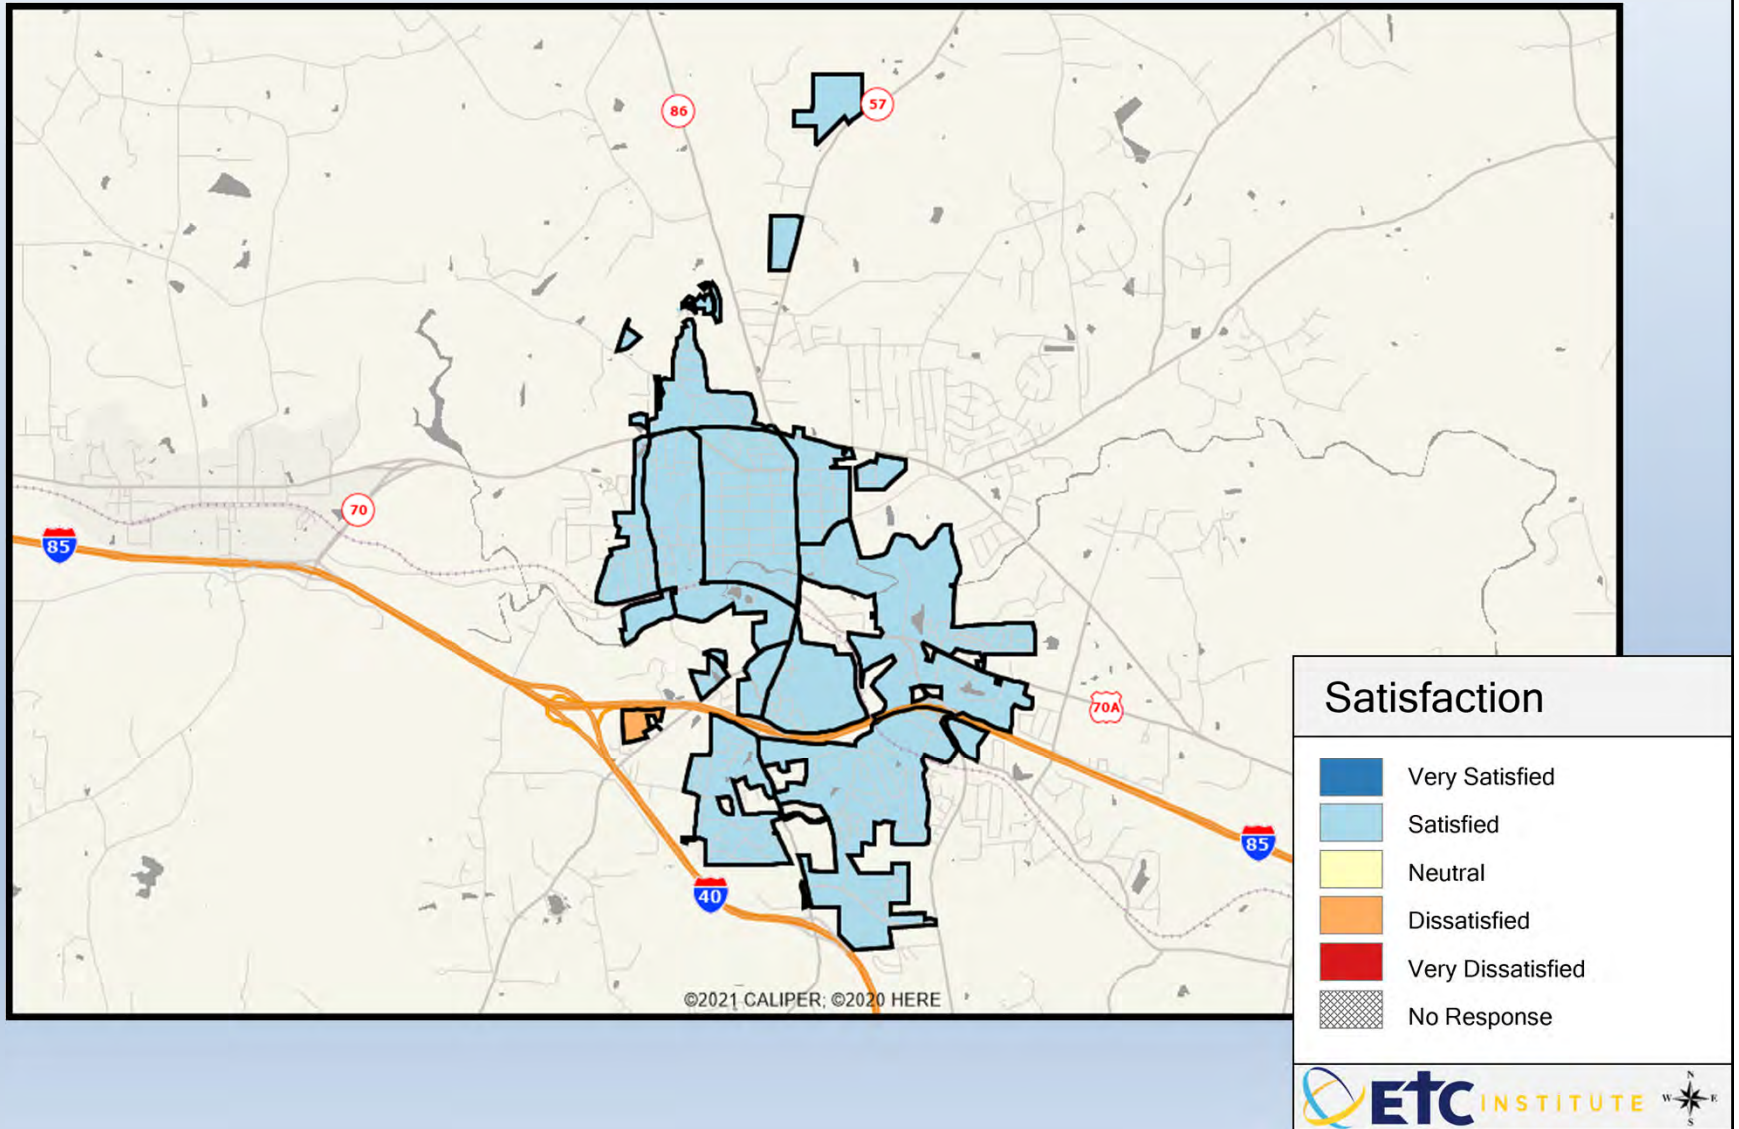 86
57
70
85
70A
85
40
©2021 CALIPER; ©2020 HERE
Satisfaction
Very Satisfied
Satisfied
Neutral
Dissatisfied
Very Dissatisfied
No Response
ETC INSTITUTE
N
W E
S